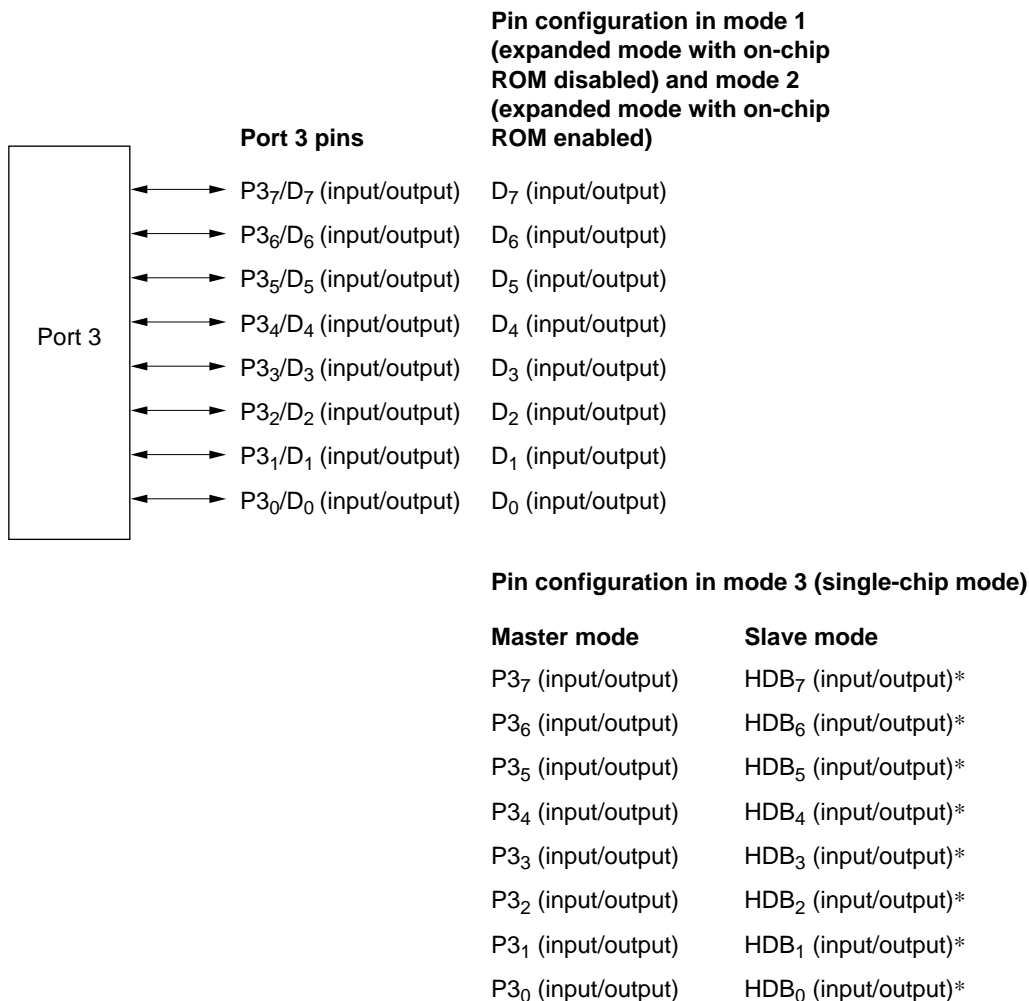 Pin configuration in mode 1
(expanded mode with on-chip
ROM disabled) and mode 2
(expanded mode with on-chip
Port 3 pins ROM enabled)
P3₇/D₇ (input/output) D₇ (input/output)
P3₆/D₆ (input/output) D₆ (input/output)
P3₅/D₅ (input/output) D₅ (input/output)
P3₄/D₄ (input/output) D₄ (input/output)
Port 3
P3₃/D₃ (input/output) D₃ (input/output)
P3₂/D₂ (input/output) D₂ (input/output)
P3₁/D₁ (input/output) D₁ (input/output)
P3₀/D₀ (input/output) D₀ (input/output)
Pin configuration in mode 3 (single-chip mode)
Master mode Slave mode
P3₇ (input/output) HDB₇ (input/output)*
P3₆ (input/output) HDB₆ (input/output)*
P3₅ (input/output) HDB₅ (input/output)*
P3₄ (input/output) HDB₄ (input/output)*
P3₃ (input/output) HDB₃ (input/output)*
P3₂ (input/output) HDB₂ (input/output)*
P3₁ (input/output) HDB₁ (input/output)*
P3₀ (input/output) HDB₀ (input/output)*